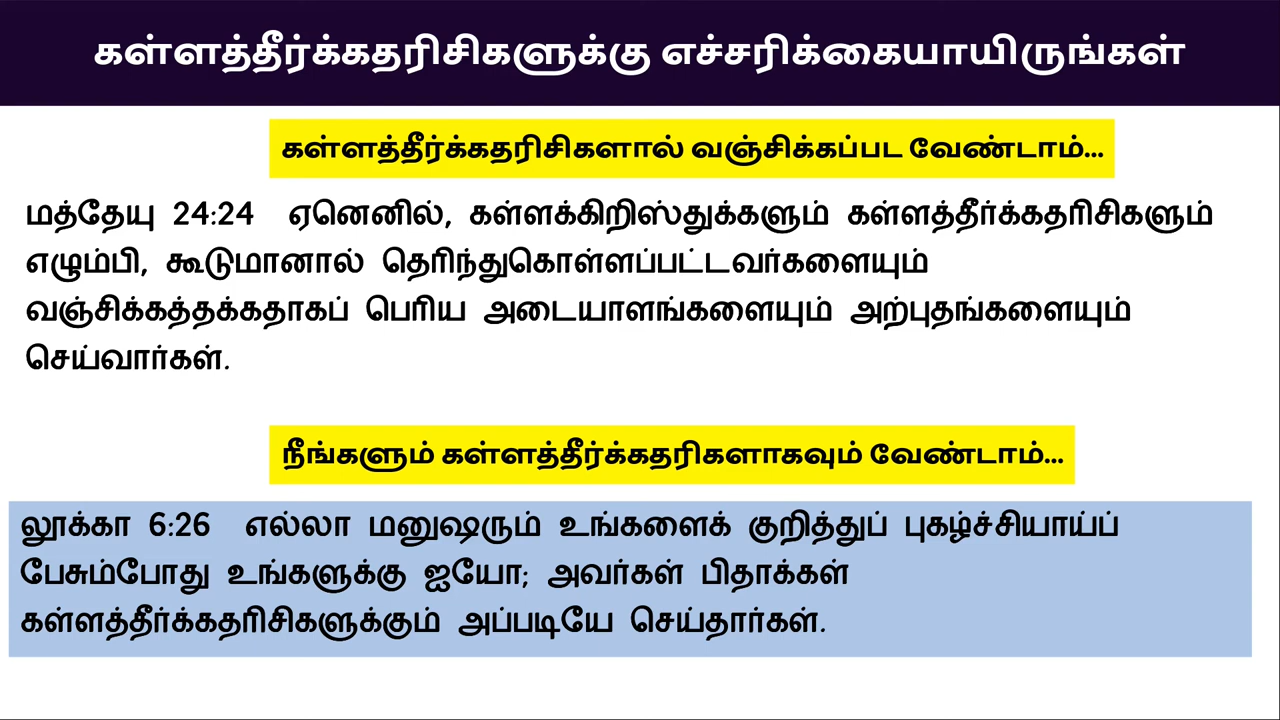 கள்ளத்தீர்க்கதரிசிகளுக்கு எச்சரிக்கையாயிருங்கள்
கள்ளத்தீர்க்கதரிசிகளால் வஞ்சிக்கப்பட வேண்டாம்...
மத்தேயு 24:24 ஏனெனில், கள்ளக்கிறிஸ்துக்களும் கள்ளத்தீர்க்கதரிசிகளும்
எழும்பி, கூடுமானால் தெரிந்துகொள்ளப்பட்டவர்களையும்
வஞ்சிக்கத்தக்கதாகப் பெரிய அடையாளங்களையும் அற்புதங்களையும்
செய்வார்கள்.
நீங்களும் கள்ளத்தீர்க்கதரிகளாகவும் வேண்டாம்...
லூக்கா 6:26 எல்லா மனுஷரும் உங்களைக் குறித்துப் புகழ்ச்சியாய்ப்
பேசும்போது உங்களுக்கு ஐயோ; அவர்கள் பிதாக்கள்
கள்ளத்தீர்க்கதரிசிகளுக்கும் அப்படியே செய்தார்கள்.